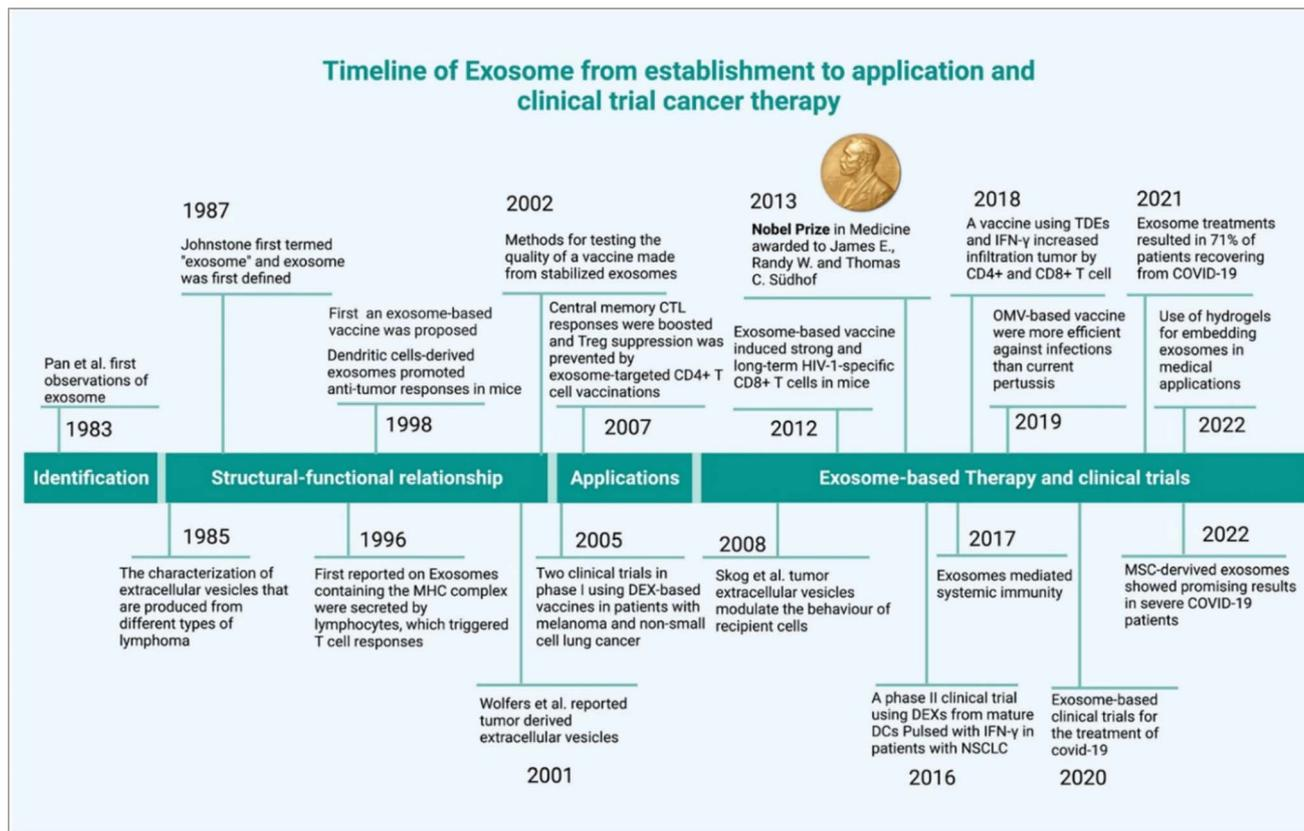 Timeline of Exosome from establishment to application and
clinical trial cancer therapy
1983
Pan et al. first
observations of
exosome
1987
Johnstone first termed
"exosome" and exosome
was first defined
1998
First an exosome-based
vaccine was proposed
Dendritic cells-derived
exosomes promoted
anti-tumor responses in mice
2002
Methods for testing the
quality of a vaccine made
from stabilized exosomes
2007
Central memory CTL
responses were boosted
and Treg suppression was
prevented by
exosome-targeted CD4+ T
cell vaccinations
2012
Exosome-based vaccine
induced strong and
long-term HIV-1-specific
CD8+ T cells in mice
2013
Nobel Prize in Medicine
awarded to James E.,
Randy W. and Thomas
C. Südhof
2018
A vaccine using TDEs
and IFN-γ increased
infiltration tumor by
CD4+ and CD8+ T cell
2019
OMV-based vaccine
were more efficient
against infections
than current
pertussis
2021
Exosome treatments
resulted in 71% of
patients recovering
from COVID-19
2022
Use of hydrogels
for embedding
exosomes in
medical
applications
Identification
Structural-functional relationship
Applications
Exosome-based Therapy and clinical trials
1985
The characterization of
extracellular vesicles that
are produced from
different types of
lymphoma
1996
First reported on Exosomes
containing the MHC complex
were secreted by
lymphocytes, which triggered
T cell responses
Wolfers et al. reported
tumor derived
extracellular vesicles
2001
2005
Two clinical trials in
phase I using DEX-based
vaccines in patients with
melanoma and non-small
cell lung cancer
2008
Skog et al. tumor
extracellular vesicles
modulate the behaviour of
recipient cells
A phase II clinical trial
using DEXs from mature
DCs Pulsed with IFN-γ in
patients with NSCLC
2016
2017
Exosomes mediated
systemic immunity
Exosome-based
clinical trials for
the treatment of
covid-19
2020
2022
MSC-dervived exosomes
showed promising results
in severe COVID-19
patients